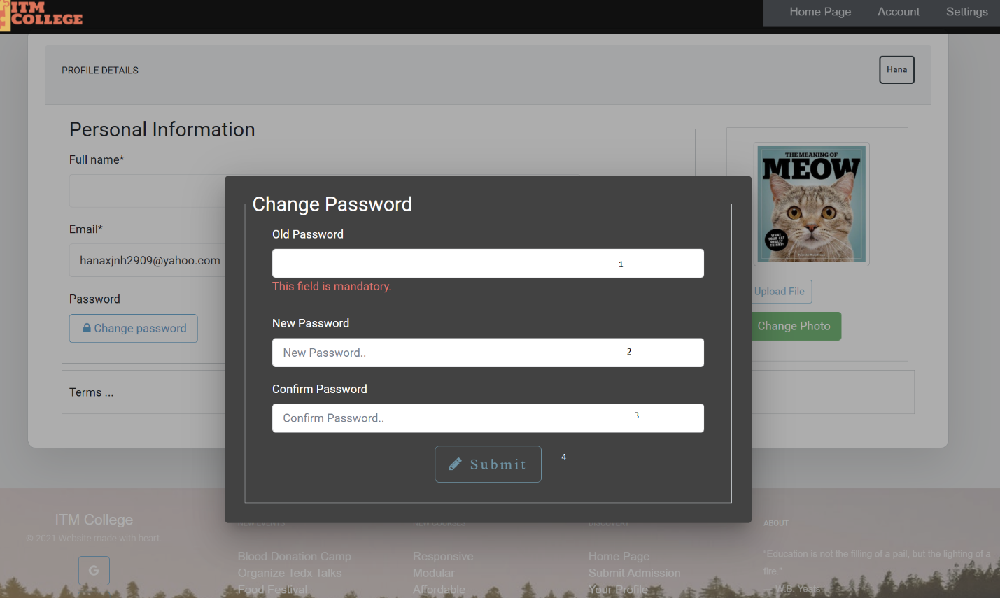 ITM
COLLEGE
Home Page Account Settings
PROFILE DETAILS
Hana
Personal Information
Full name*
Email*
hanaxjnh2909@yahoo.com
Password
Change password
Terms ...
THE MEANING OF
MEOW
WHAT
YOUR CAT
REALLY
THINKS!
Upload File
Change Photo
Change Password
Old Password
1
This field is mandatory.
New Password
New Password.. 2
Confirm Password
Confirm Password.. 3
Submit 4
ITM College
© 2021 Website made with heart.
G
NEW EVENTS
Blood Donation Camp
Organize Tedx Talks
Food Festival
NEW COURSES
Responsive
Modular
Affordable
DISCOVERY
Home Page
Submit Admission
Your Profile
ABOUT
"Education is not the filling of a pail, but the lighting of a
fire."
— W.B. Yeats